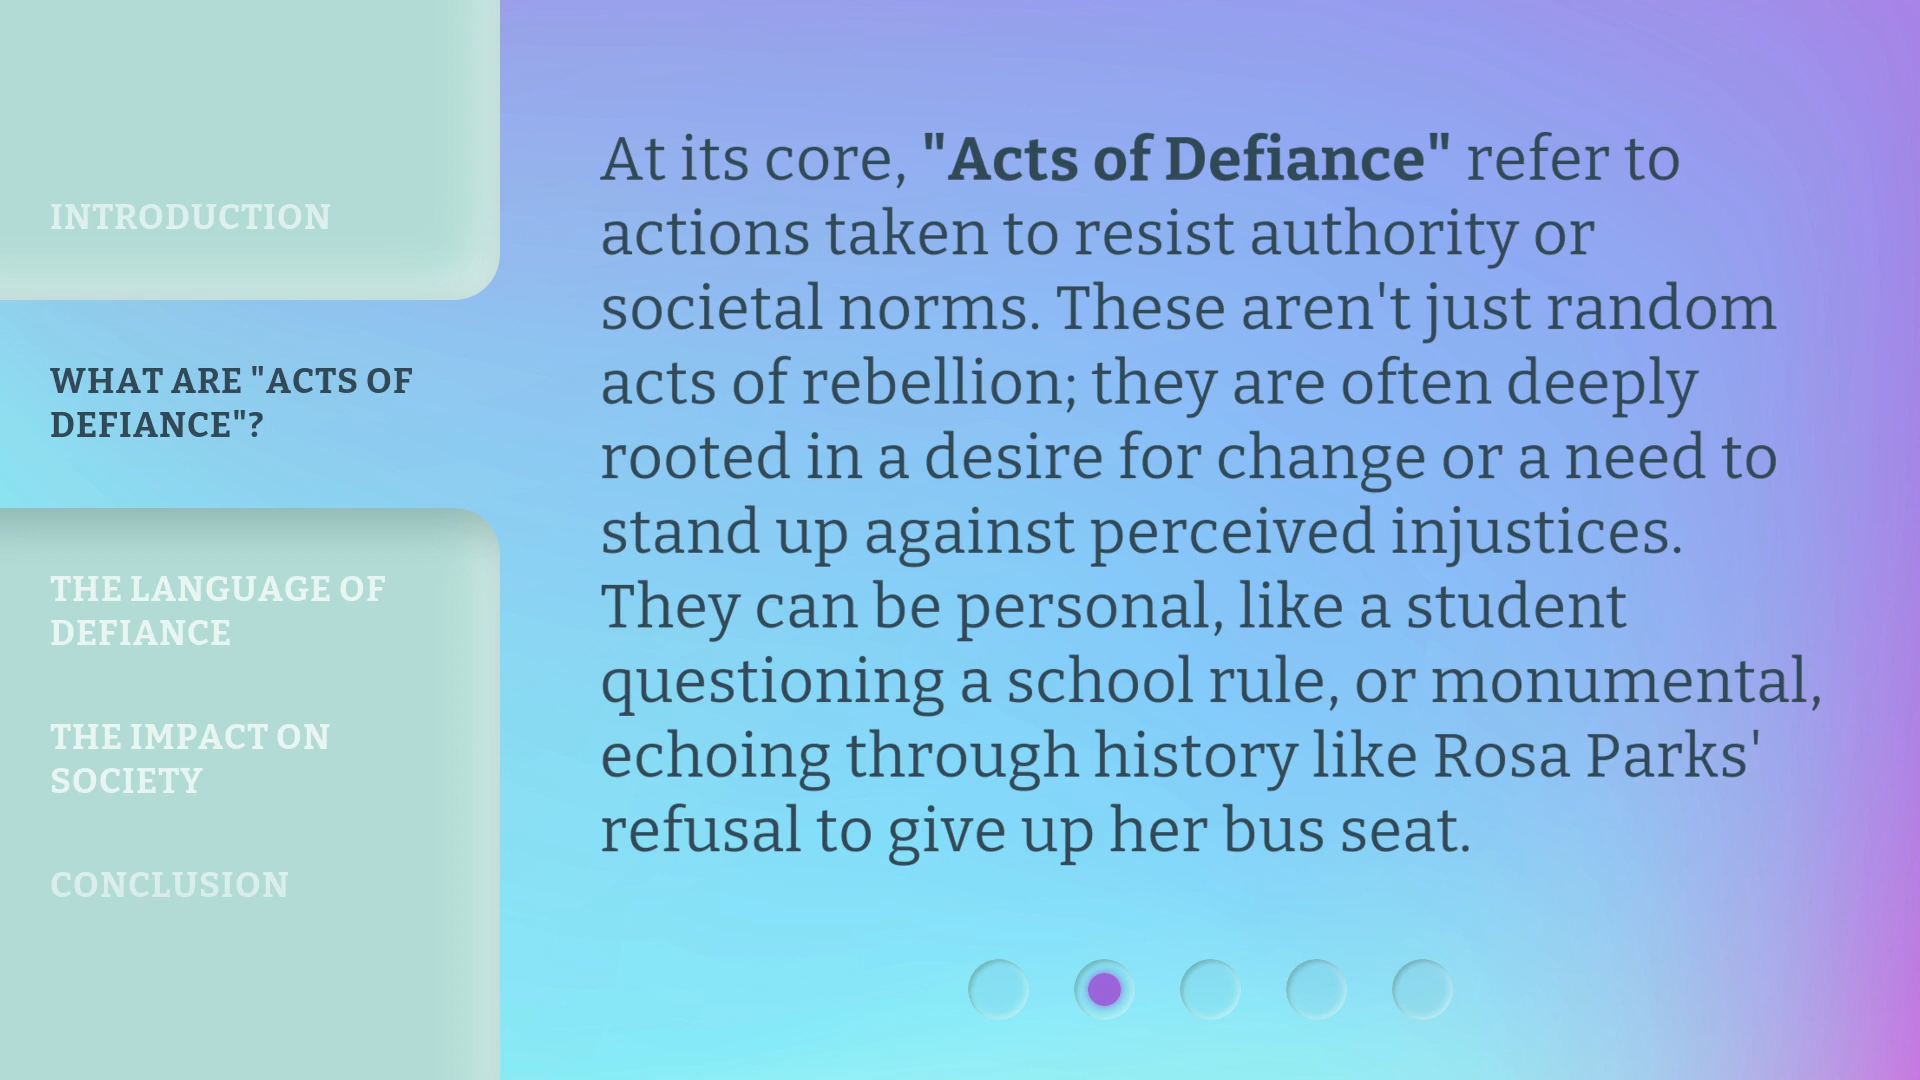 INTRODUCTION
WHAT ARE "ACTS OF
DEFIANCE"?
THE LANGUAGE OF
DEFIANCE
THE IMPACT ON
SOCIETY
CONCLUSION
At its core, "Acts of Defiance" refer to
actions taken to resist authority or
societal norms. These aren't just random
acts of rebellion; they are often deeply
rooted in a desire for change or a need to
stand up against perceived injustices.
They can be personal, like a student
questioning a school rule, or monumental,
echoing through history like Rosa Parks'
refusal to give up her bus seat.